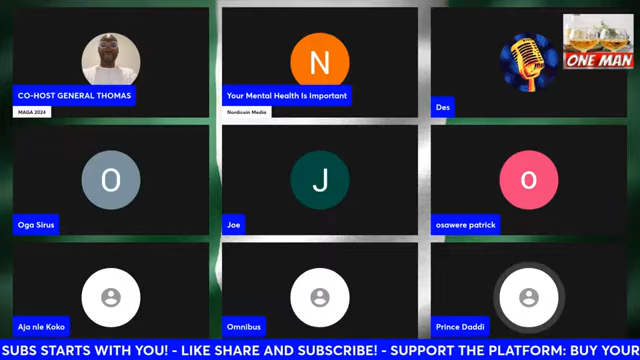 CO-HOST GENERAL THOMAS
MAGA 2024
N
Your Mental Health Is Important
Nordicoin Media
Des
ONE MAN
O
Oga Sirus
J
Joe
o
osawere patrick
Aja nle Koko
Omnibus
Prince Daddi
SUBS STARTS WITH YOU! - LIKE SHARE AND SUBSCRIBE! - SUPPORT THE PLATFORM: BUY YOUR